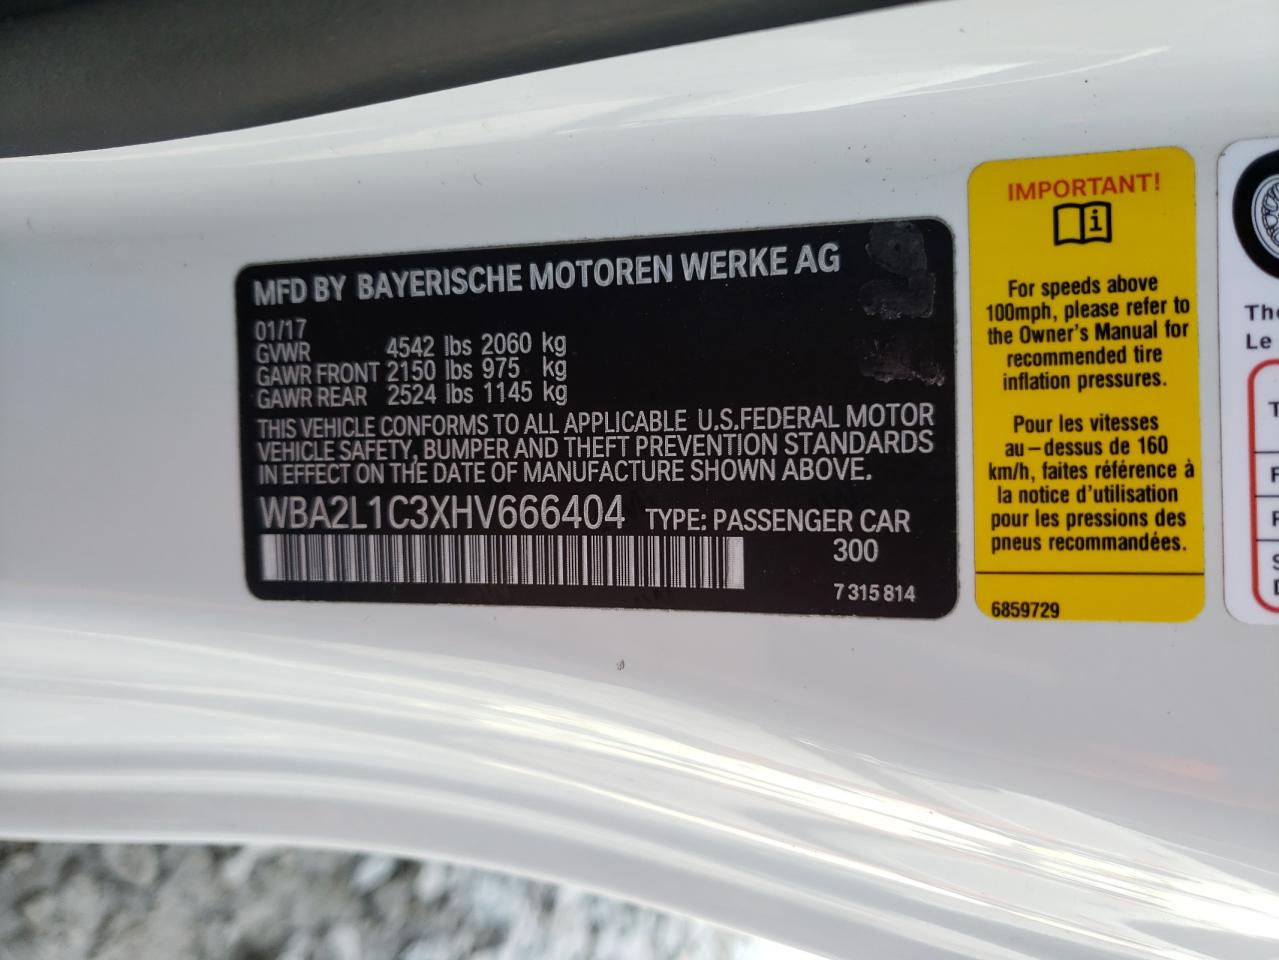 MFD BY BAYERISCHE MOTOREN WERKE AG
01/17
GVWR 4542 lbs 2060 kg
GAWR FRONT 2150 lbs 975 kg
GAWR REAR 2524 lbs 1145 kg
THIS VEHICLE CONFORMS TO ALL APPLICABLE U.S.FEDERAL MOTOR
VEHICLE SAFETY, BUMPER AND THEFT PREVENTION STANDARDS
IN EFFECT ON THE DATE OF MANUFACTURE SHOWN ABOVE.
WBA2L1C3XHV666404 TYPE: PASSENGER CAR
300
7 315 814
IMPORTANT!
i
For speeds above
100mph, please refer to
the Owner's Manual for
recommended tire
inflation pressures.
Pour les vitesses
au-dessus de 160
km/h, faites référence à
la notice d'utilisation
pour les pressions des
pneus recommandées.
6859729
Le